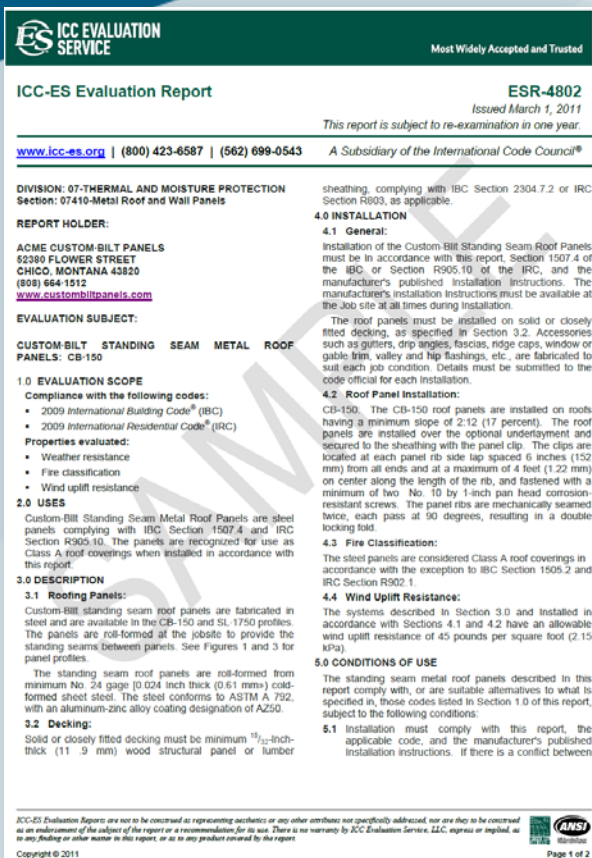 ES ICC EVALUATION
SERVICE
Most Widely Accepted and Trusted
ICC-ES Evaluation Report
ESR-4802
Issued March 1, 2011
This report is subject to re-examination in one year.
www.icc-es.org | (800) 423-6587 | (562) 699-0543
A Subsidiary of the International Code Council®
DIVISION: 07-THERMAL AND MOISTURE PROTECTION
Section: 07410-Metal Roof and Wall Panels
REPORT HOLDER:
ACME CUSTOM-BILT PANELS
52380 FLOWER STREET
CHICO, MONTANA 43820
(808) 664-1512
www.custombiltpanels.com
EVALUATION SUBJECT:
CUSTOM-BILT STANDING SEAM METAL ROOF
PANELS: CB-150
1.0 EVALUATION SCOPE
Compliance with the following codes:
▪ 2009 International Building Code® (IBC)
▪ 2009 International Residential Code® (IRC)
Properties evaluated:
▪ Weather resistance
▪ Fire classification
▪ Wind uplift resistance
2.0 USES
Custom-Bilt Standing Seam Metal Roof Panels are steel
panels complying with IBC Section 1507.4 and IRC
Section R905.10. The panels are recognized for use as
Class A roof coverings when installed in accordance with
this report.
3.0 DESCRIPTION
3.1 Roofing Panels:
Custom-Bilt standing seam roof panels are fabricated in
steel and are available in the CB-150 and SL-1750 profiles.
The panels are roll-formed at the jobsite to provide the
standing seams between panels. See Figures 1 and 3 for
panel profiles.
The standing seam roof panels are roll-formed from
minimum No. 24 gage [0.024 inch thick (0.61 mm») cold-
formed sheet steel. The steel conforms to ASTM A 792,
with an aluminum-zinc alloy coating designation of AZ50.
3.2 Decking:
Solid or closely fitted decking must be minimum 15/32-inch-
thick (11 .9 mm) wood structural panel or lumber
sheathing, complying with IBC Section 2304.7.2 or IRC
Section R803, as applicable.
4.0 INSTALLATION
4.1 General:
Installation of the Custom-Bilt Standing Seam Roof Panels
must be in accordance with this report, Section 1507.4 of
the IBC or Section R905.10 of the IRC, and the
manufacturer's published Installation Instructions. The
manufacturer's installation Instructions must be available at
the Job site at all times during Installation.
The roof panels must be installed on solid or closely
fitted decking, as specified In Section 3.2. Accessories
such as gutters, drip angles, fascias, ridge caps, window or
gable trim, valley and hip flashings, etc., are fabricated to
suit each job condition. Details must be submitted to the
code official for each Installation.
4.2 Roof Panel Installation:
CB-150: The CB-150 roof panels are installed on roofs
having a minimum slope of 2:12 (17 percent). The roof
panels are installed over the optional underlayment and
secured to the sheathing with the panel clip. The clips are
located at each panel rib side lap spaced 6 inches (152
mm) from all ends and at a maximum of 4 feet (1.22 mm)
on center along the length of the rib, and fastened with a
minimum of two No. 10 by 1-inch pan head corrosion-
resistant screws. The panel ribs are mechanically seamed
twice, each pass at 90 degrees, resulting in a double
locking fold.
4.3 Fire Classification:
The steel panels are considered Class A roof coverings in
accordance with the exception to IBC Section 1505.2 and
IRC Section R902.1.
4.4 Wind Uplift Resistance:
The systems described In Section 3.0 and Installed in
accordance with Sections 4.1 and 4.2 have an allowable
wind uplift resistance of 45 pounds per square foot (2.15
kPa).
5.0 CONDITIONS OF USE
The standing seam metal roof panels described In this
report comply with, or are suitable alternatives to what Is
specified in, those codes listed In Section 1.0 of this report,
subject to the following conditions:
5.1 Installation must comply with this report, the
applicable code, and the manufacturer's published
Installation instructions. If there is a conflict between
SAMPLE
ICC-ES Evaluation Reports are not to be construed as representing aesthetics or any other attributes not specifically addressed, nor are they to be construed
as an endorsement of the subject of the report or a recommendation for its use. There is no warranty by ICC Evaluation Service, LLC, express or implied, as
to any finding or other matter in this report, or as to any product covered by the report.
ANSI
Copyright © 2011
Page 1 of 2